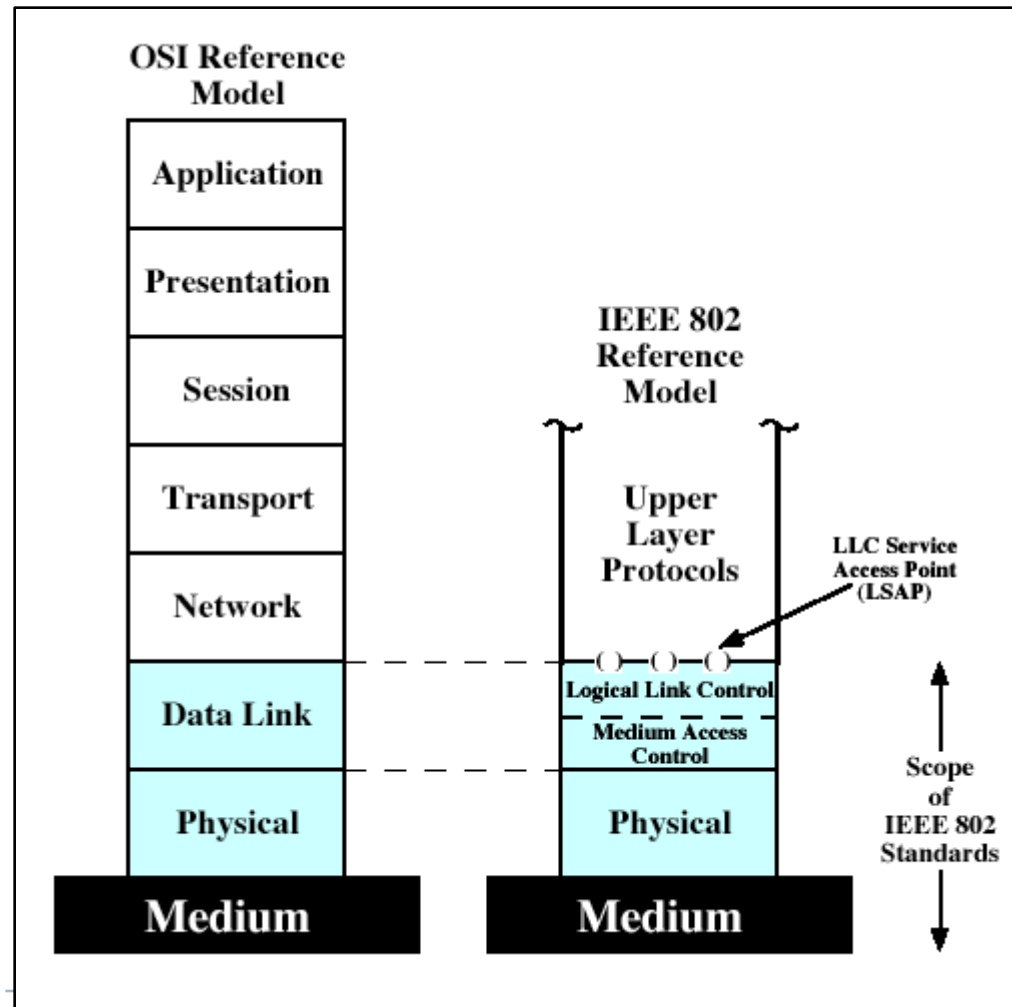 OSI Reference
Model
Application
Presentation
Session
Transport
Network
Data Link
Physical
Medium
IEEE 802
Reference
Model
Upper
Layer
Protocols
LLC Service
Access Point
(LSAP)
Logical Link Control
Medium Access
Control
Physical
Medium
Scope
of
IEEE 802
Standards